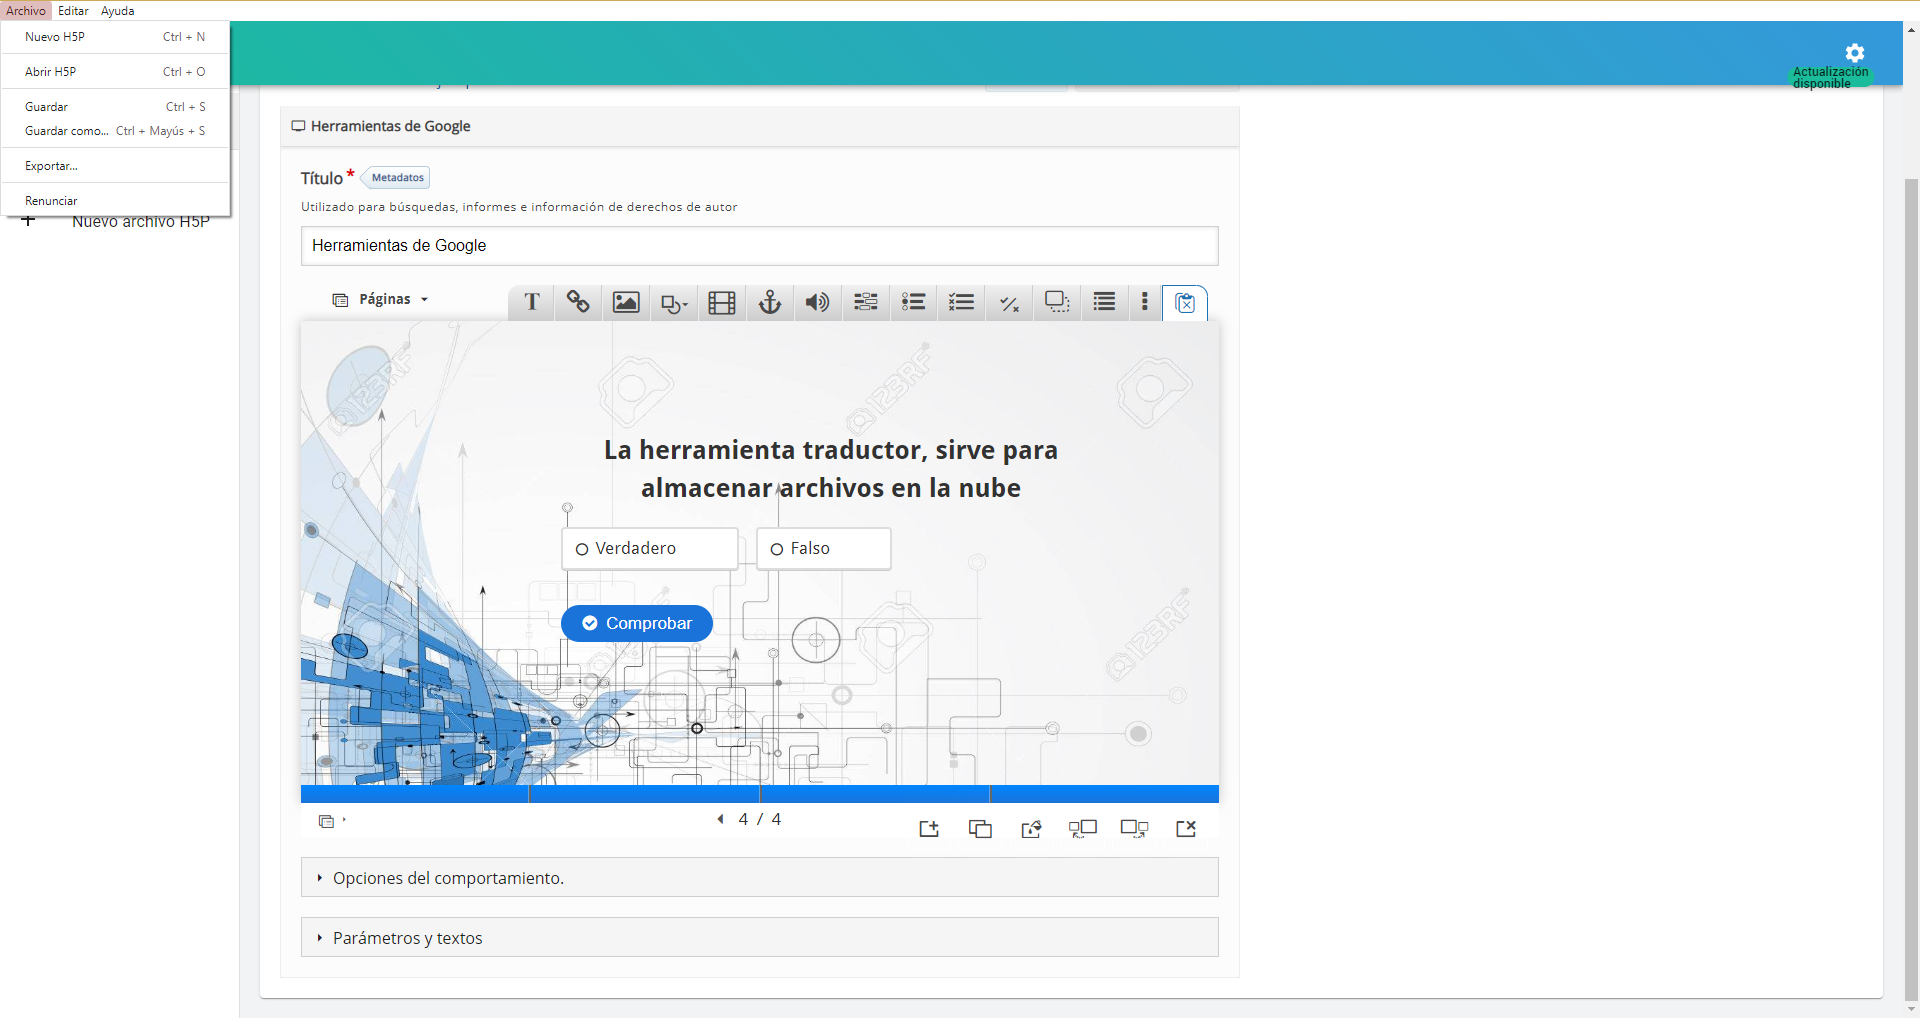 Archivo Editar Ayuda
Nuevo H5P Ctrl + N
Abrir H5P Ctrl + O
Guardar Ctrl + S
Guardar como... Ctrl + Mayús + S
Exportar...
Renunciar
Nuevo archivo H5P
Actualización
disponible
Herramientas de Google
Título * Metadatos
Utilizado para búsquedas, informes e información de derechos de autor
Herramientas de Google
Páginas
La herramienta traductor, sirve para
almacenar archivos en la nube
Verdadero Falso
Comprobar
123RF
123RF
123RF
4 / 4
Opciones del comportamiento.
Parámetros y textos